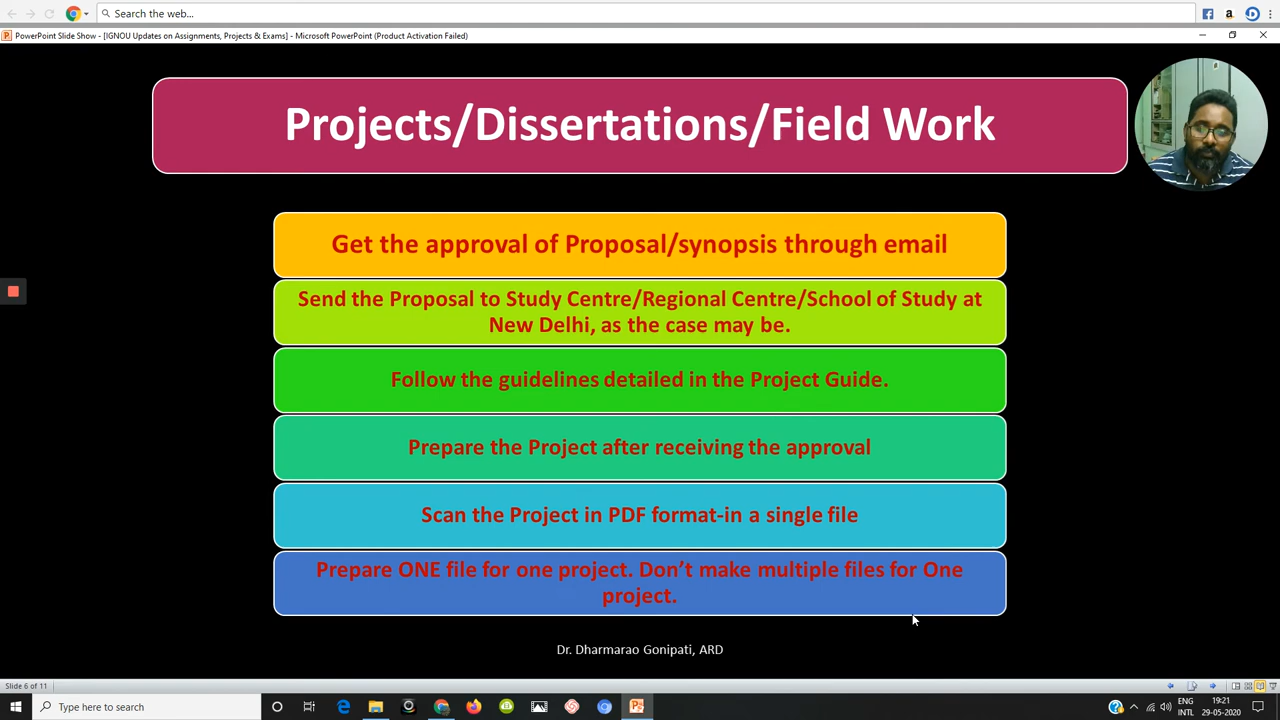 Search the web...
PowerPoint Slide Show - [IGNOU Updates on Assignments, Projects & Exams] - Microsoft PowerPoint (Product Activation Failed)
Projects/Dissertations/Field Work
Get the approval of Proposal/synopsis through email
Send the Proposal to Study Centre/Regional Centre/School of Study at
New Delhi, as the case may be.
Follow the guidelines detailed in the Project Guide.
Prepare the Project after receiving the approval
Scan the Project in PDF format-in a single file
Prepare ONE file for one project. Don't make multiple files for One
project.
Dr. Dharmarao Gonipati, ARD
Slide 6 of 11
Type here to search
ENG
INTL
19:21
29-05-2020